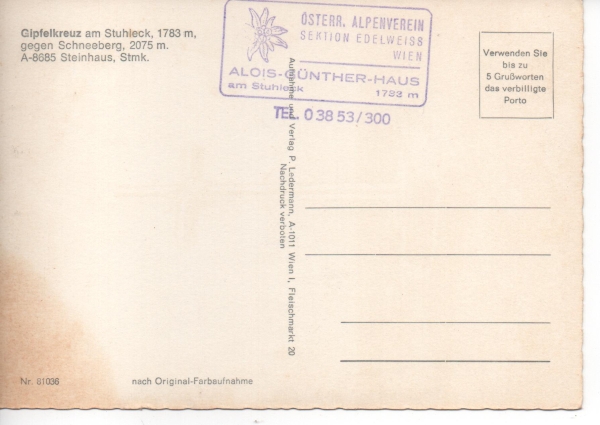 Gipfelkreuz am Stuhleck, 1783 m,
gegen Schneeberg, 2075 m.
A-8685 Steinhaus, Stmk.
ÖSTERR. ALPENVEREIN
SEKTION EDELWEISS
WIEN
ALOIS-GÜNTHER-HAUS
am Stuhleck 1783 m
TEL. 0 38 53/300
Verwenden Sie
bis zu
5 Grußworten
das verbilligte
Porto
Aufnahme und Verlag P. Ledermann, A-1011 Wien I, Fleischmarkt 20
Nachdruck verboten
Nr. 61036
nach Original-Farbaufnahme